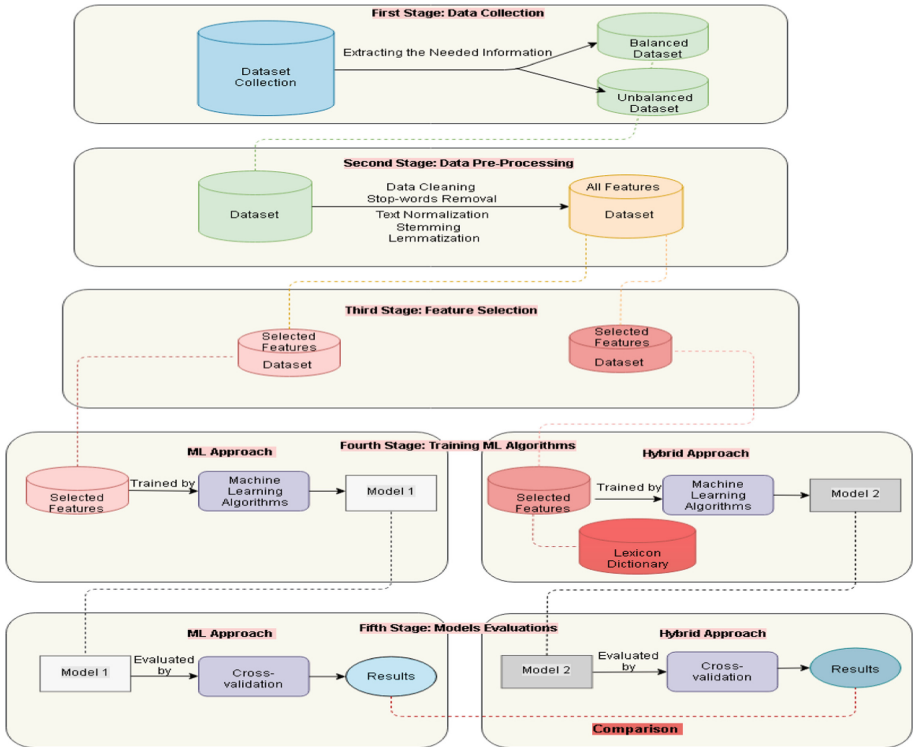 First Stage: Data Collection
Dataset
Collection
Extracting the Needed Information
Balanced
Dataset
Unbalanced
Dataset
Second Stage: Data Pre-Processing
Dataset
Data Cleaning
Stop-words Removal
Text Normalization
Stemming
Lemmatization
All Features
Dataset
Third Stage: Feature Selection
Selected
Features
Dataset
Selected
Features
Dataset
Fourth Stage: Training ML Algorithms
ML Approach
Selected
Features
Trained by
Machine
Learning
Algorithms
Model 1
Hybrid Approach
Selected
Features
Trained by
Machine
Learning
Algorithms
Model 2
Lexicon
Dictionary
Fifth Stage: Models Evaluations
ML Approach
Model 1
Evaluated
by
Cross-
validation
Results
Hybrid Approach
Model 2
Evaluated
by
Cross-
validation
Results
Comparison